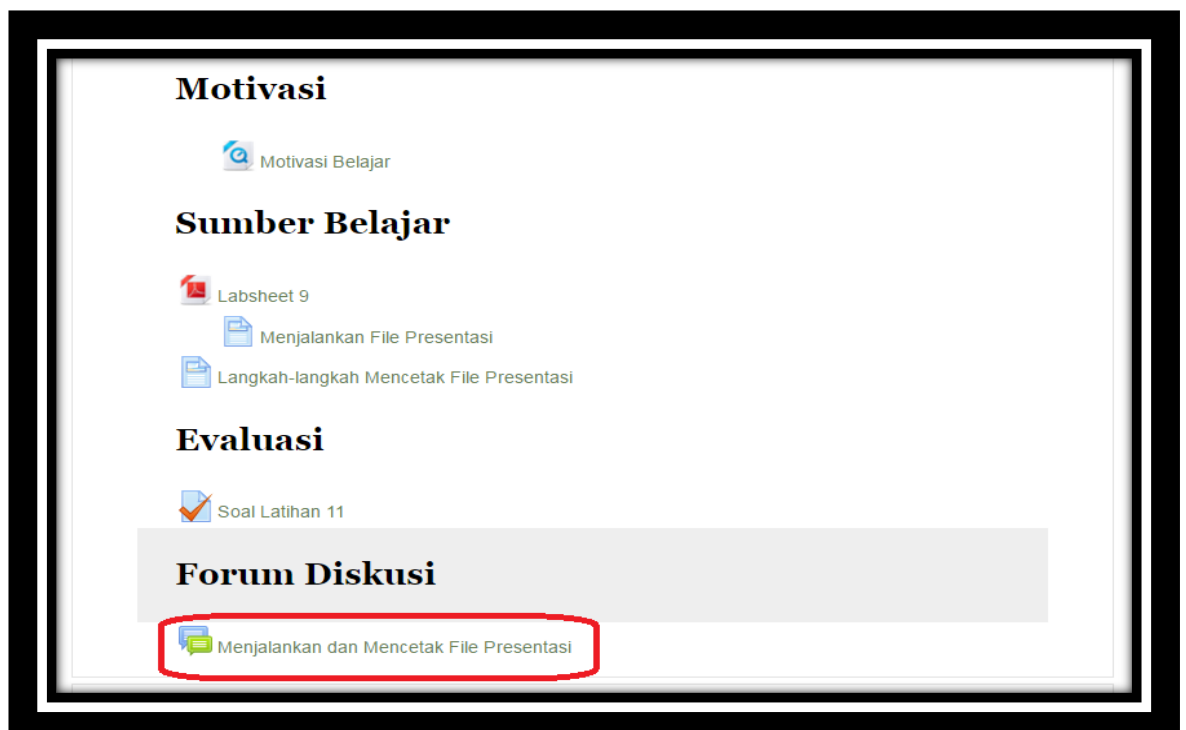 Motivasi
Motivasi Belajar
Sumber Belajar
Labsheet 9
Menjalankan File Presentasi
Langkah-langkah Mencetak File Presentasi
Evaluasi
Soal Latihan 11
Forum Diskusi
Menjalankan dan Mencetak File Presentasi